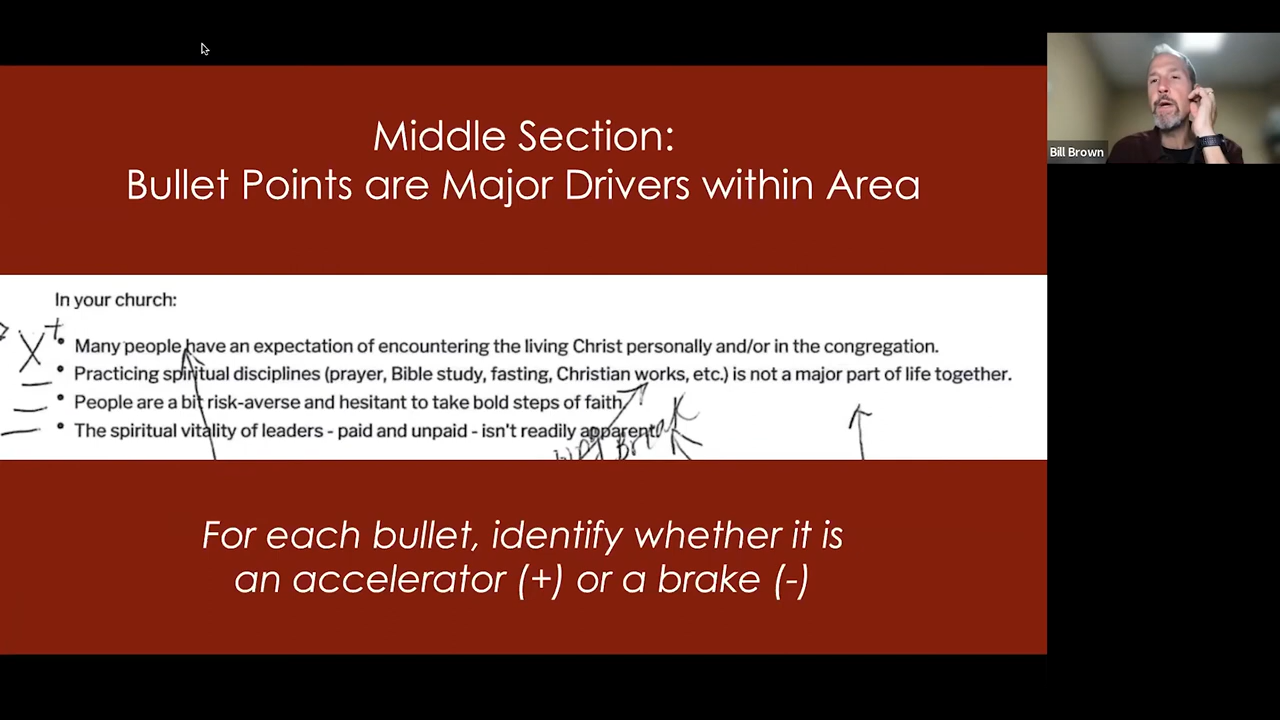 Middle Section:
Bullet Points are Major Drivers within Area
Bill Brown
In your church:
X +
• Many people have an expectation of encountering the living Christ personally and/or in the congregation.
– • Practicing spiritual disciplines (prayer, Bible study, fasting, Christian works, etc.) is not a major part of life together.
– • People are a bit risk-averse and hesitant to take bold steps of faith.
– • The spiritual vitality of leaders - paid and unpaid - isn't readily apparent.
Break
For each bullet, identify whether it is
an accelerator (+) or a brake (-)